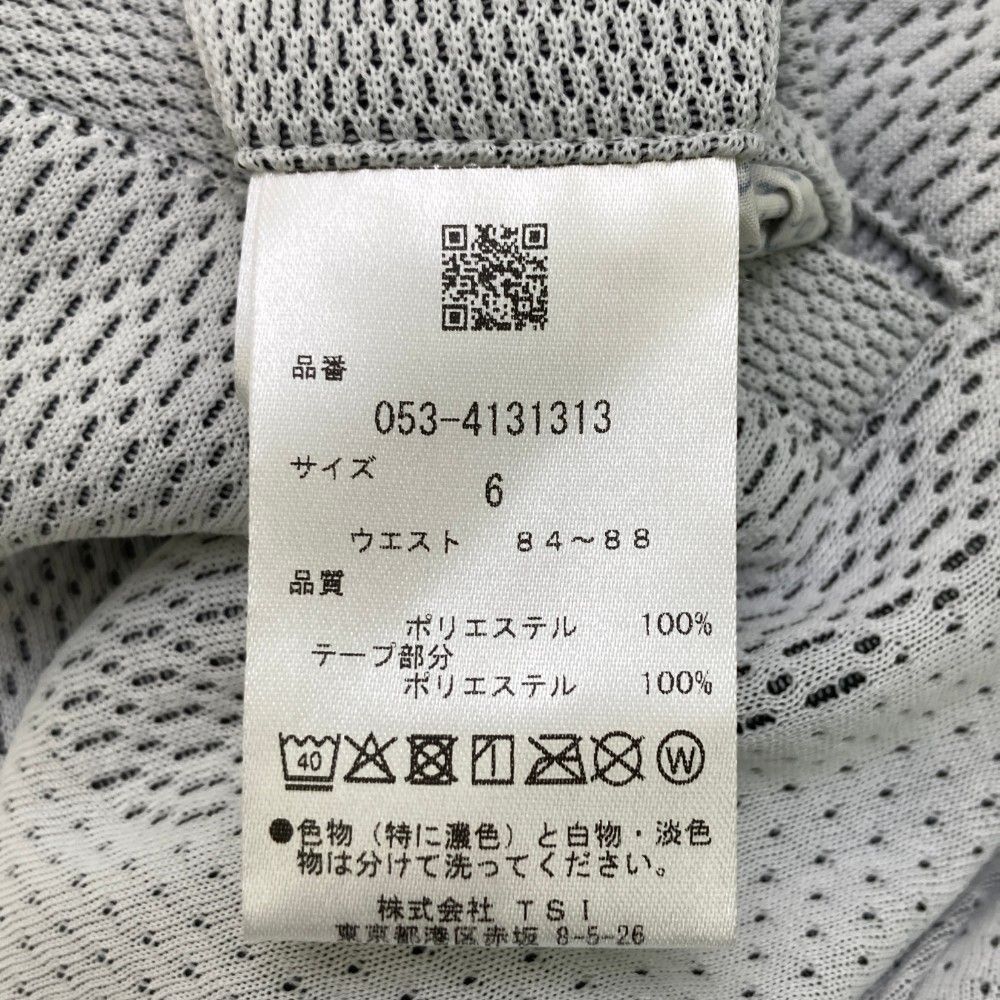 品番
053-4131313
サイズ
6
ウエスト 84〜88
品質
ポリエステル 100%
テープ部分
ポリエステル 100%
40 W
●色物（特に濃色）と白物・淡色
物は分けて洗ってください。
株式会社 TSI
東京都港区赤坂 8-5-26